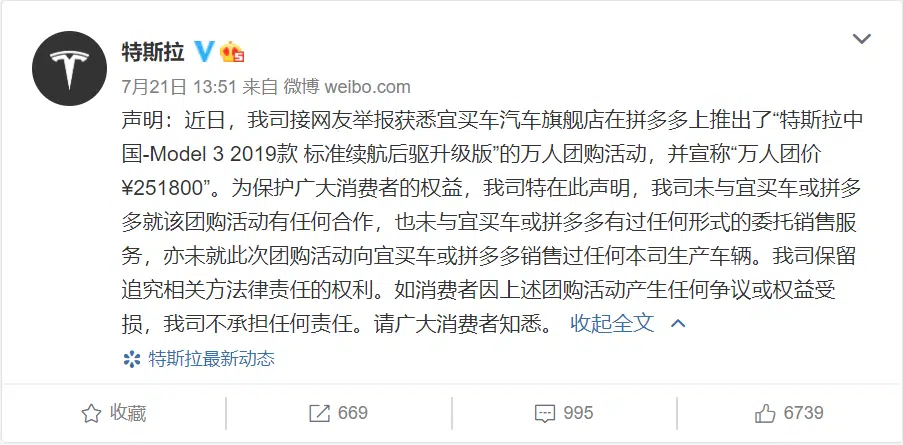 特斯拉
7月21日 13:51 来自 微博 weibo.com
声明：近日，我司接网友举报获悉宜买车汽车旗舰店在拼多多上推出了“特斯拉中
国-Model 3 2019款 标准续航后驱升级版”的万人团购活动，并宣称“万人团价
¥251800”。为保护广大消费者的权益，我司特在此声明，我司未与宜买车或拼多
多就该团购活动有任何合作，也未与宜买车或拼多多有过任何形式的委托销售服
务，亦未就此次团购活动向宜买车或拼多多销售过任何本司生产车辆。我司保留
追究相关方法律责任的权利。如消费者因上述团购活动产生任何争议或权益受
损，我司不承担任何责任。请广大消费者知悉。 收起全文
特斯拉最新动态
收藏 669 995 6739